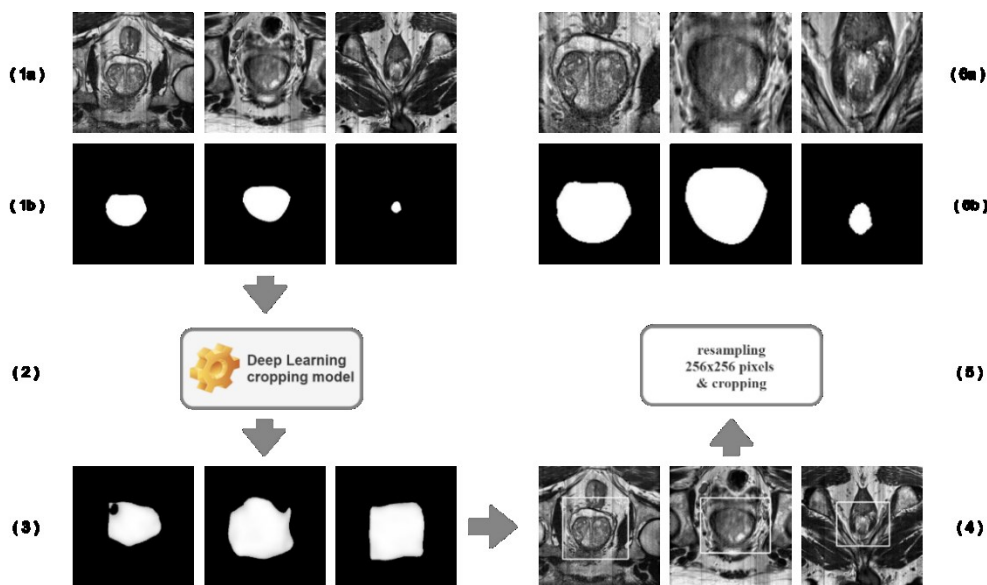 (1a)
(6a)
(1b)
(6b)
(2)
Deep Learning
cropping model
resampling
256x256 pixels
& cropping
(5)
(3)
(4)